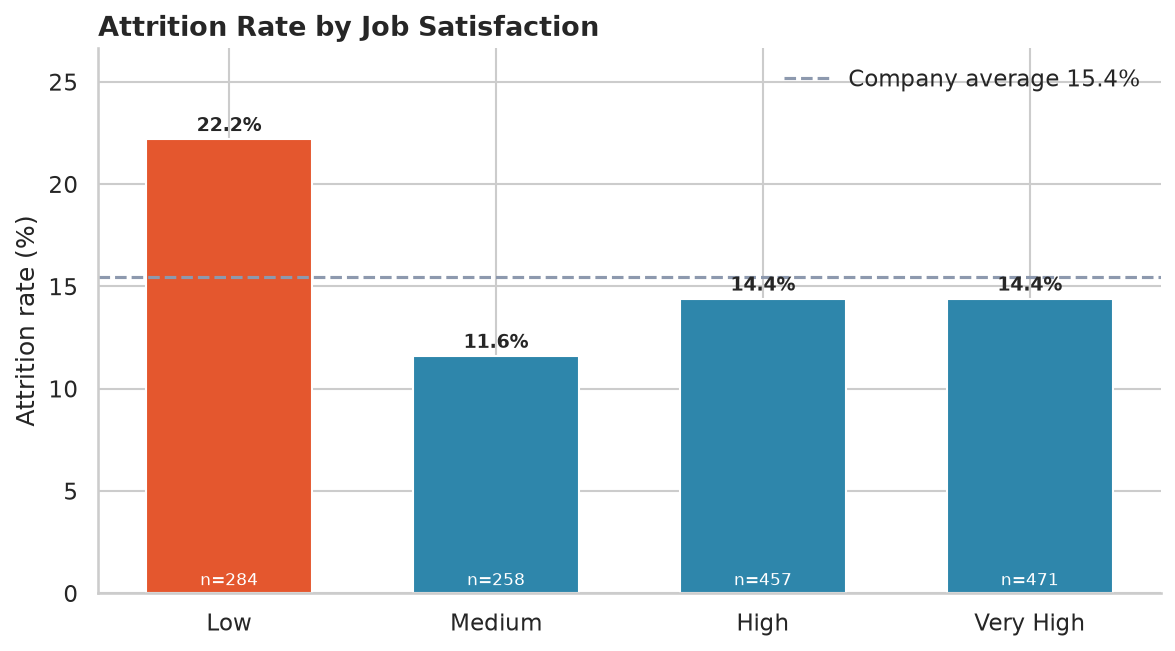 Attrition Rate by Job Satisfaction
Company average 15.4%
Attrition rate (%)
25
20
15
10
5
0
22.2%
11.6%
14.4%
14.4%
n=284
n=258
n=457
n=471
Low
Medium
High
Very High